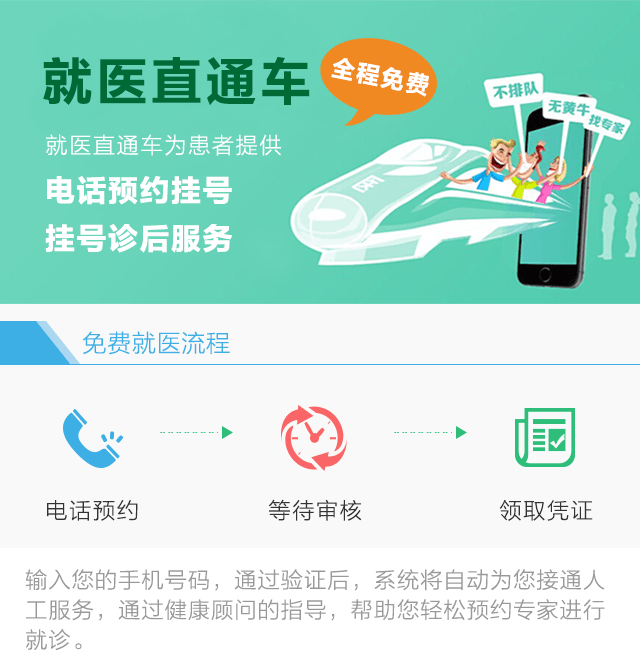 就医直通车
全程免费
不排队
无黄牛
找专家
就医直通车为患者提供
电话预约挂号
挂号诊后服务
免费就医流程
电话预约
等待审核
领取凭证
输入您的手机号码，通过验证后，系统将自动为您接通人
工服务，通过健康顾问的指导，帮助您轻松预约专家进行
就诊。